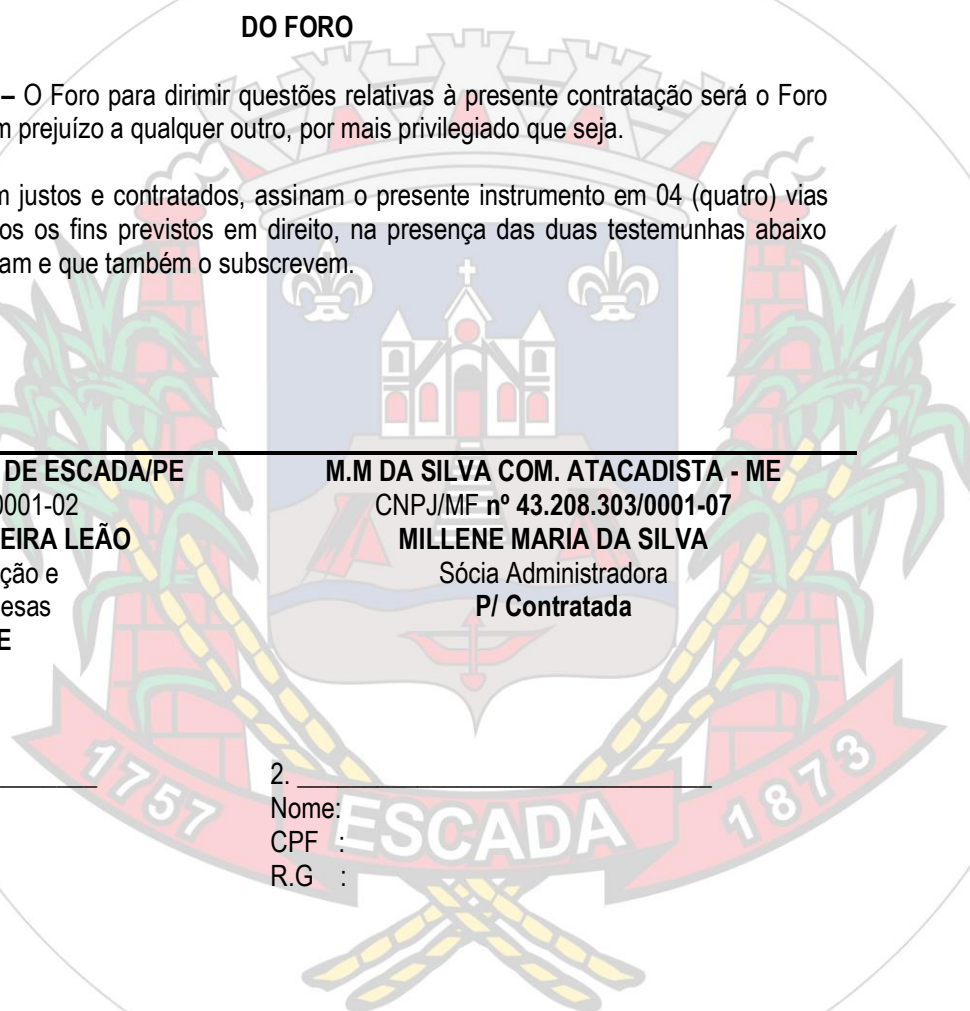 DO FORO
– O Foro para dirimir questões relativas à presente contratação será o Foro
m prejuízo a qualquer outro, por mais privilegiado que seja.
m justos e contratados, assinam o presente instrumento em 04 (quatro) vias
os os fins previstos em direito, na presença das duas testemunhas abaixo
am e que também o subscrevem.
DE ESCADA/PE
0001-02
EIRA LEÃO
ção e
esas
E
M.M DA SILVA COM. ATACADISTA - ME
CNPJ/MF nº 43.208.303/0001-07
MILLENE MARIA DA SILVA
Sócia Administradora
P/ Contratada
2. ______________________________
Nome:
CPF :
R.G :
1757 ESCADA 1873